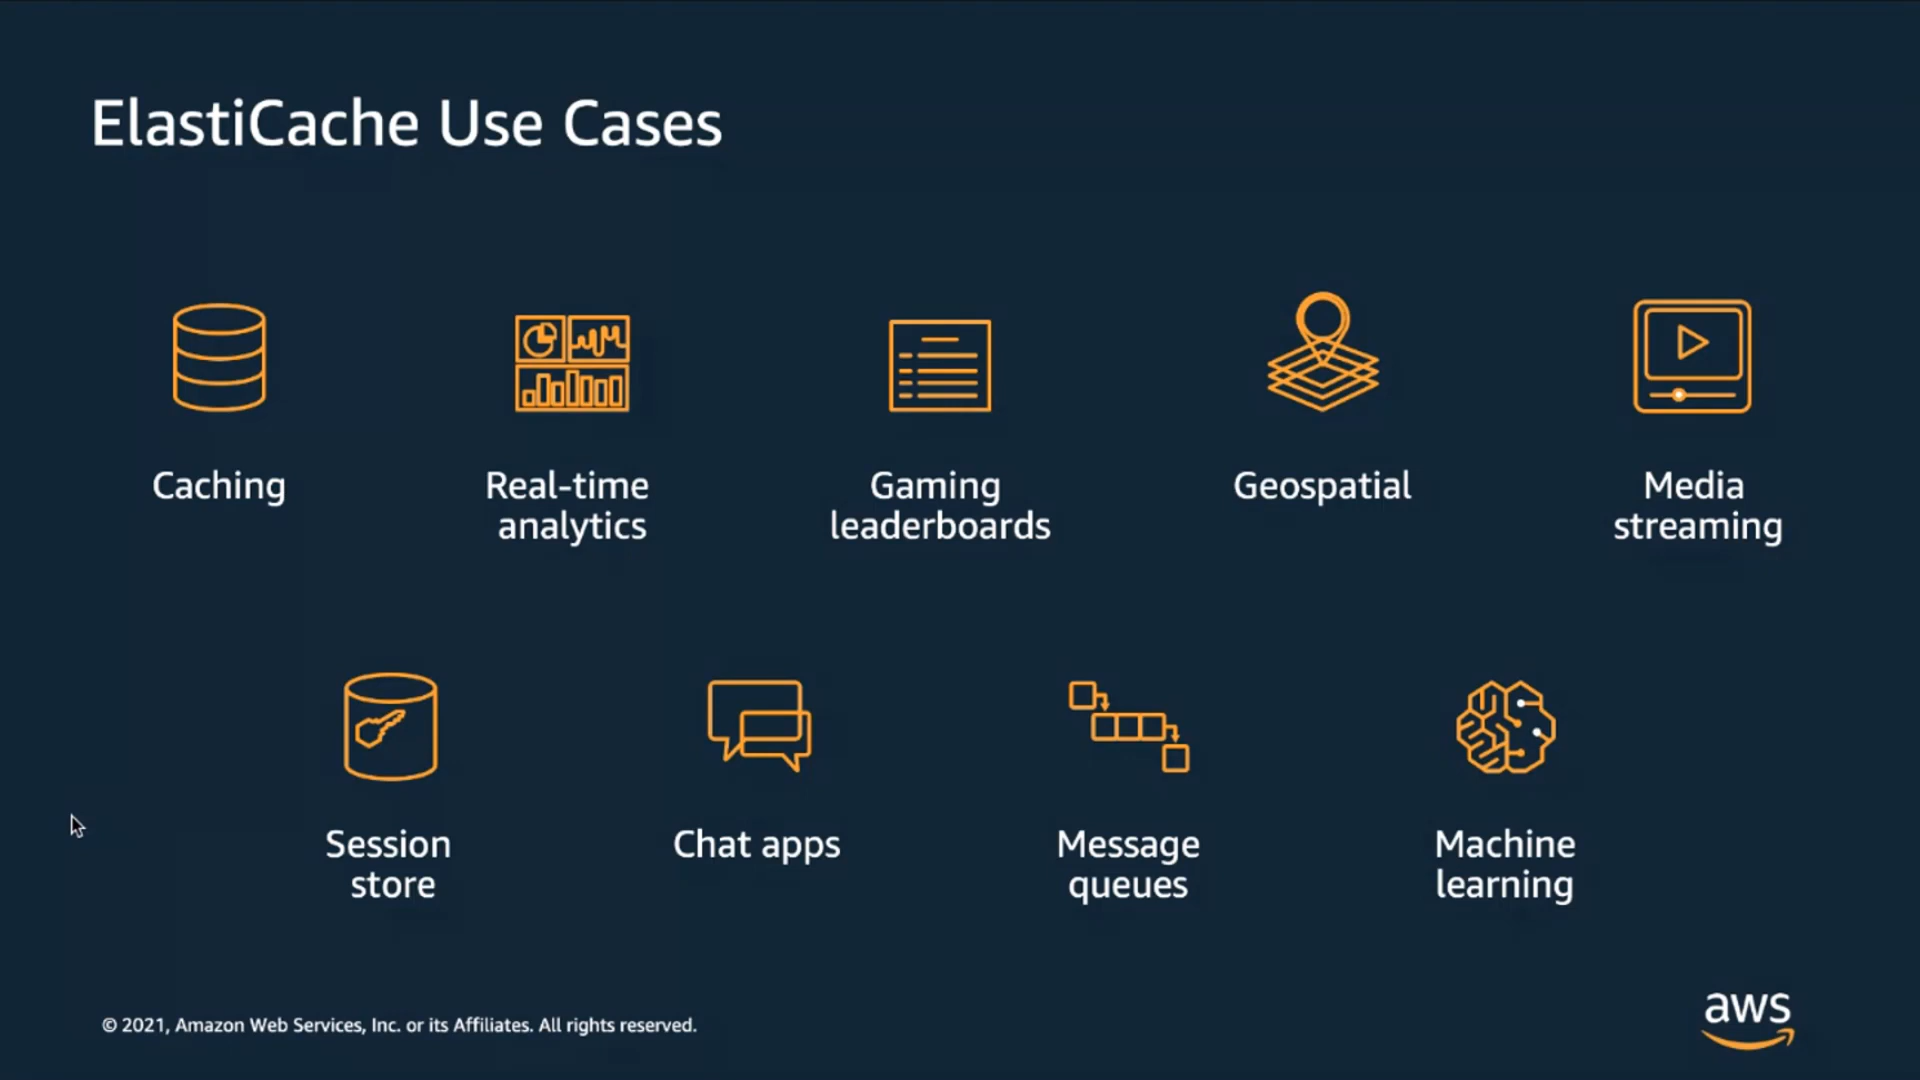 ElastiCache Use Cases
Caching
Real-time
analytics
Gaming
leaderboards
Geospatial
Media
streaming
Session
store
Chat apps
Message
queues
Machine
learning
© 2021, Amazon Web Services, Inc. or its Affiliates. All rights reserved.
aws